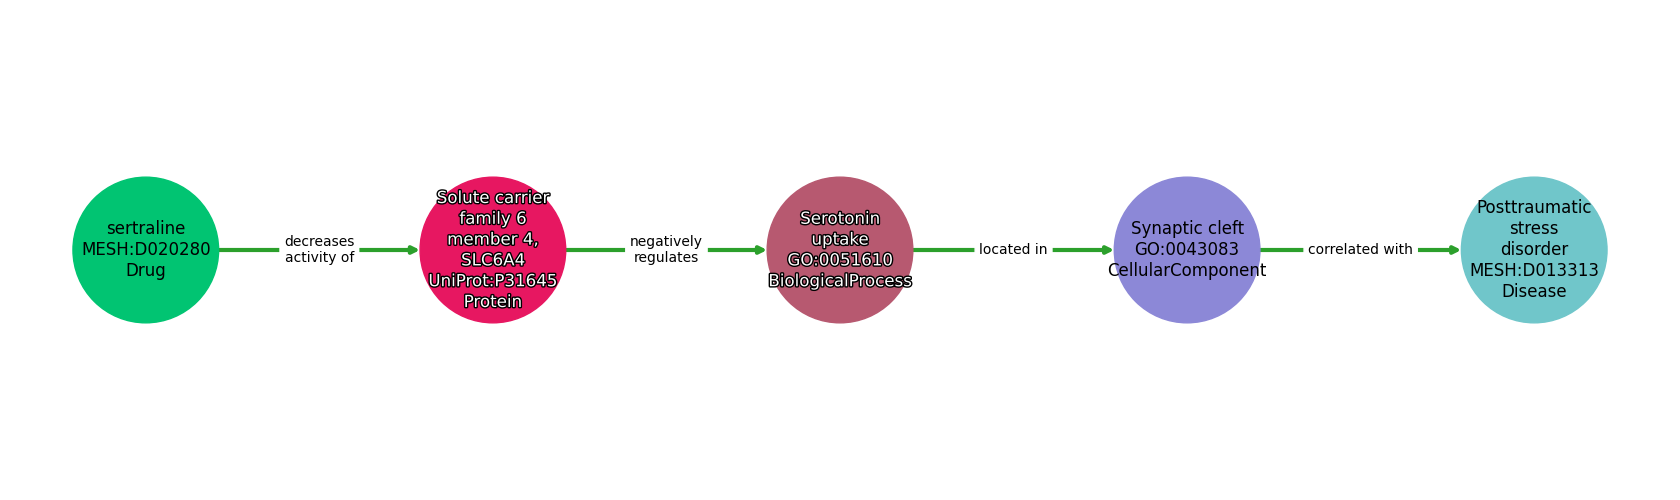 sertraline
MESH:D020280
Drug
decreases
activity of
Solute carrier
family 6
member 4,
SLC6A4
UniProt:P31645
Protein
negatively
regulates
Serotonin
uptake
GO:0051610
BiologicalProcess
located in
Synaptic cleft
GO:0043083
CellularComponent
correlated with
Posttraumatic
stress
disorder
MESH:D013313
Disease